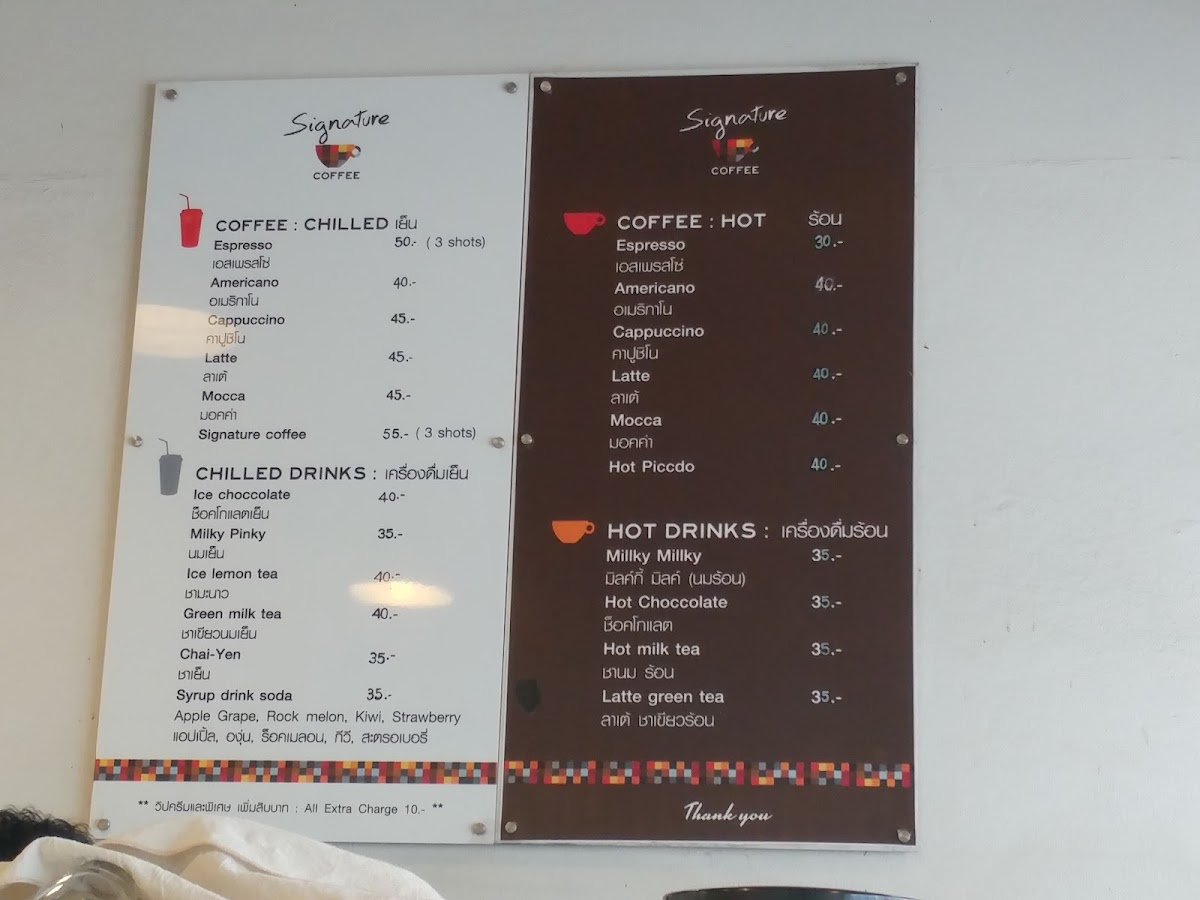 Signature
COFFEE
COFFEE : CHILLED เย็น
Espresso 50.- ( 3 shots)
เอสเพรสโซ่
Americano 40.-
อเมริกาโน
Cappuccino 45.-
คาปูชิโน
Latte 45.-
ลาเต้
Mocca 45.-
มอคค่า
Signature coffee 55.- ( 3 shots)
CHILLED DRINKS : เครื่องดื่มเย็น
Ice choccolate 40.-
ช็อคโกแลตเย็น
Milky Pinky 35.-
นมเย็น
Ice lemon tea 40.-
ชามะนาว
Green milk tea 40.-
ชาเขียวนมเย็น
Chai-Yen 35.-
ชาเย็น
Syrup drink soda 35.-
Apple Grape, Rock melon, Kiwi, Strawberry
แอปเปิ้ล, องุ่น, ร็อคเมลอน, กีวี, สะตรอเบอรี่
** วิปครีมและพิเศษ เพิ่มสิบบาท : All Extra Charge 10.- **
Signature
COFFEE
COFFEE : HOT ร้อน
Espresso 30.-
เอสเพรสโซ่
Americano 40.-
อเมริกาโน
Cappuccino 40.-
คาปูชิโน
Latte 40.-
ลาเต้
Mocca 40.-
มอคค่า
Hot Piccdo 40.-
HOT DRINKS : เครื่องดื่มร้อน
Millky Millky 35.-
มิลค์กี้ มิลค์ (นมร้อน)
Hot Choccolate 35.-
ช็อคโกแลต
Hot milk tea 35.-
ชานม ร้อน
Latte green tea 35.-
ลาเต้ ชาเขียวร้อน
Thank you